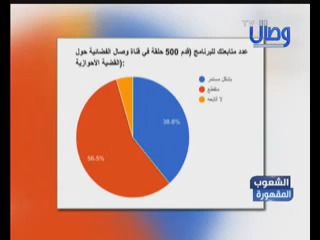 وصال
عدد متابعتك للبرنامج (قدم 500 حلقة في قناة وصال الفضائية حول
القضية الأحوازية):
بشكل مستمر
متقطع
لا أتابعه
38.6%
56.5%
الشعوب
المقهورة